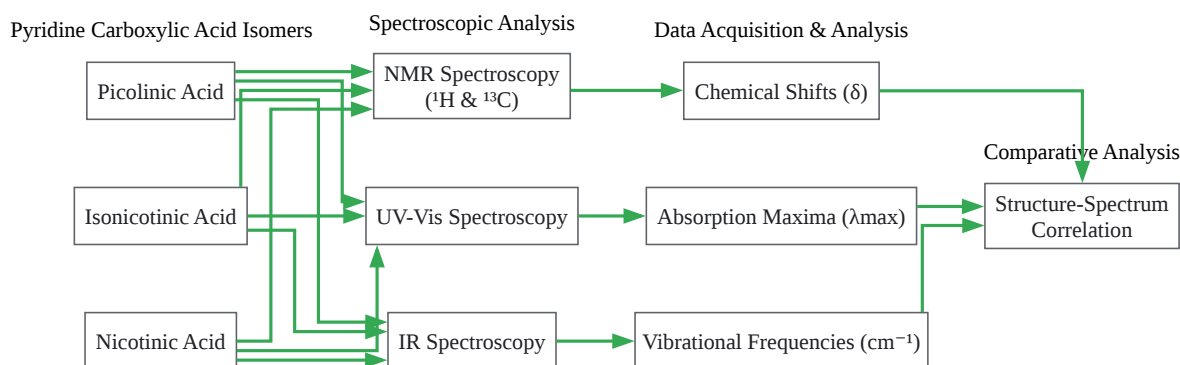 Pyridine Carboxylic Acid Isomers
Spectroscopic Analysis
Data Acquisition & Analysis
Picolinic Acid
NMR Spectroscopy
(¹H & ¹³C)
Chemical Shifts (δ)
Comparative Analysis
Isonicotinic Acid
UV-Vis Spectroscopy
Absorption Maxima (λmax)
Structure-Spectrum
Correlation
Nicotinic Acid
IR Spectroscopy
Vibrational Frequencies (cm⁻¹)